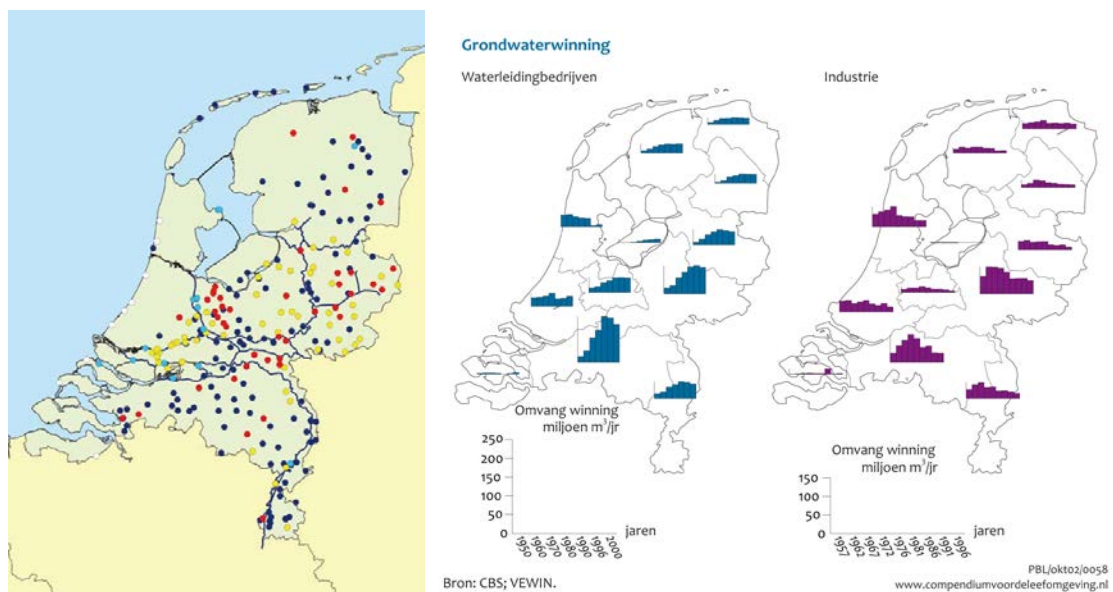 Grondwaterwinning
Waterleidingbedrijven
Industrie
Omvang winning
miljoen m³/jr
250
200
150
100
50
0
jaren
1950
1960
1970
1980
1990
1996
2000
Omvang winning
miljoen m³/jr
150
100
50
0
jaren
1957
1962
1967
1972
1976
1981
1986
1991
1996
Bron: CBS; VEWIN.
PBL/okt02/0058
www.compendiumvoordeleefomgeving.nl